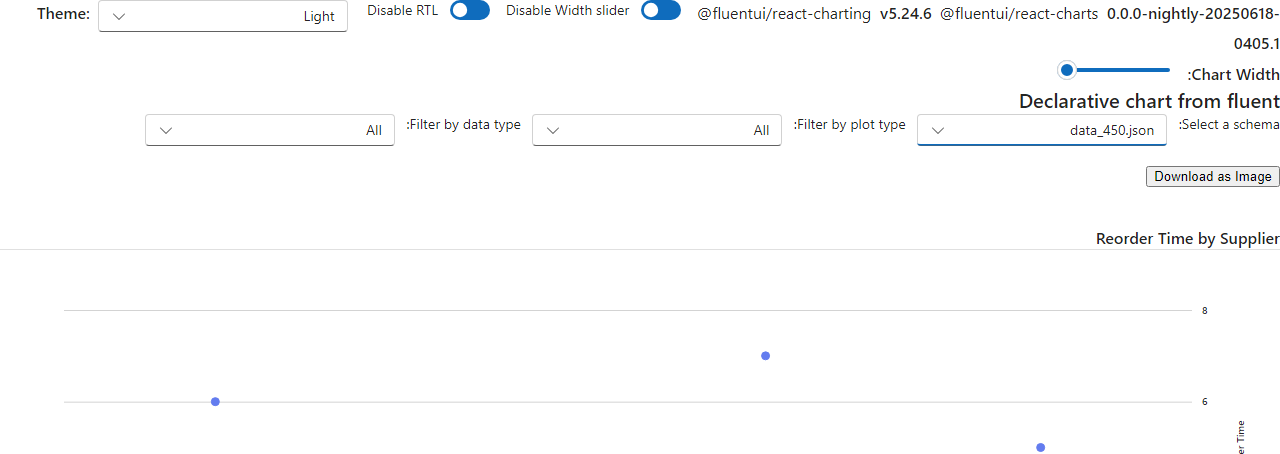 Theme: Light Disable RTL Disable Width slider @fluentui/react-charting v5.24.6 @fluentui/react-charts 0.0.0-nightly-20250618-
0405.1
:Chart Width
Declarative chart from fluent
:Select a schema data_450.json :Filter by plot type All :Filter by data type All
Download as Image
Reorder Time by Supplier
8
6
Time